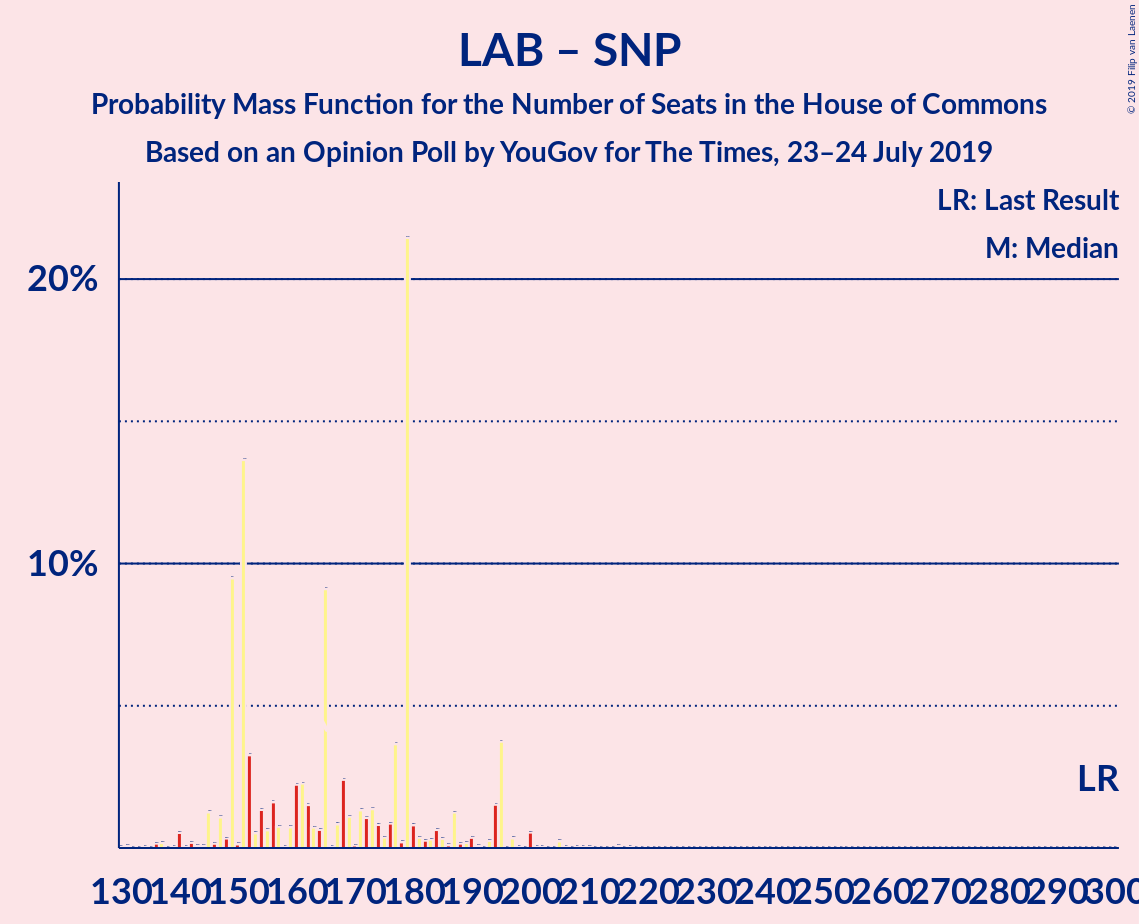 LAB – SNP
Probability Mass Function for the Number of Seats in the House of Commons
Based on an Opinion Poll by YouGov for The Times, 23–24 July 2019
© 2019 Filip van Laenen
LR: Last Result
M: Median
20%
10%
LR
130 140 150 160 170 180 190 200 210 220 230 240 250 260 270 280 290 300